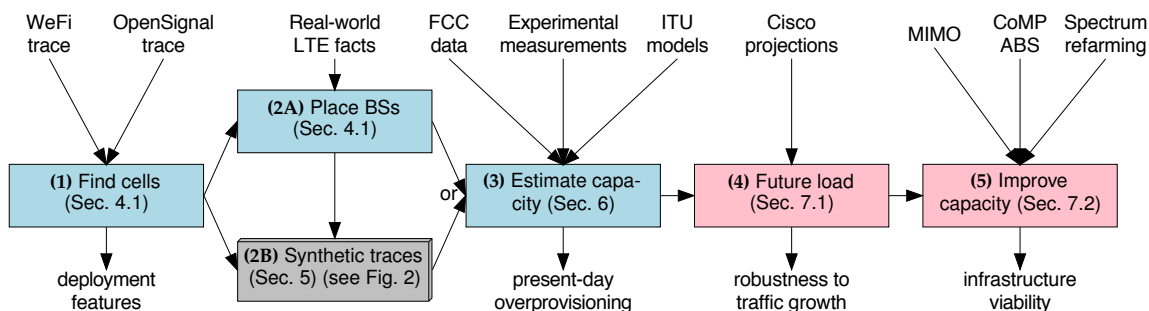 WeFi
trace
OpenSignal
trace
Real-world
LTE facts
FCC
data
Experimental
measurements
ITU
models
Cisco
projections
MIMO
CoMP
ABS
Spectrum
refarming
(1) Find cells
(Sec. 4.1)
(2A) Place BSs
(Sec. 4.1)
(2B) Synthetic traces
(Sec. 5) (see Fig. 2)
or
(3) Estimate capa-
city (Sec. 6)
(4) Future load
(Sec. 7.1)
(5) Improve
capacity (Sec. 7.2)
deployment
features
present-day
overprovisioning
robustness to
traffic growth
infrastructure
viability